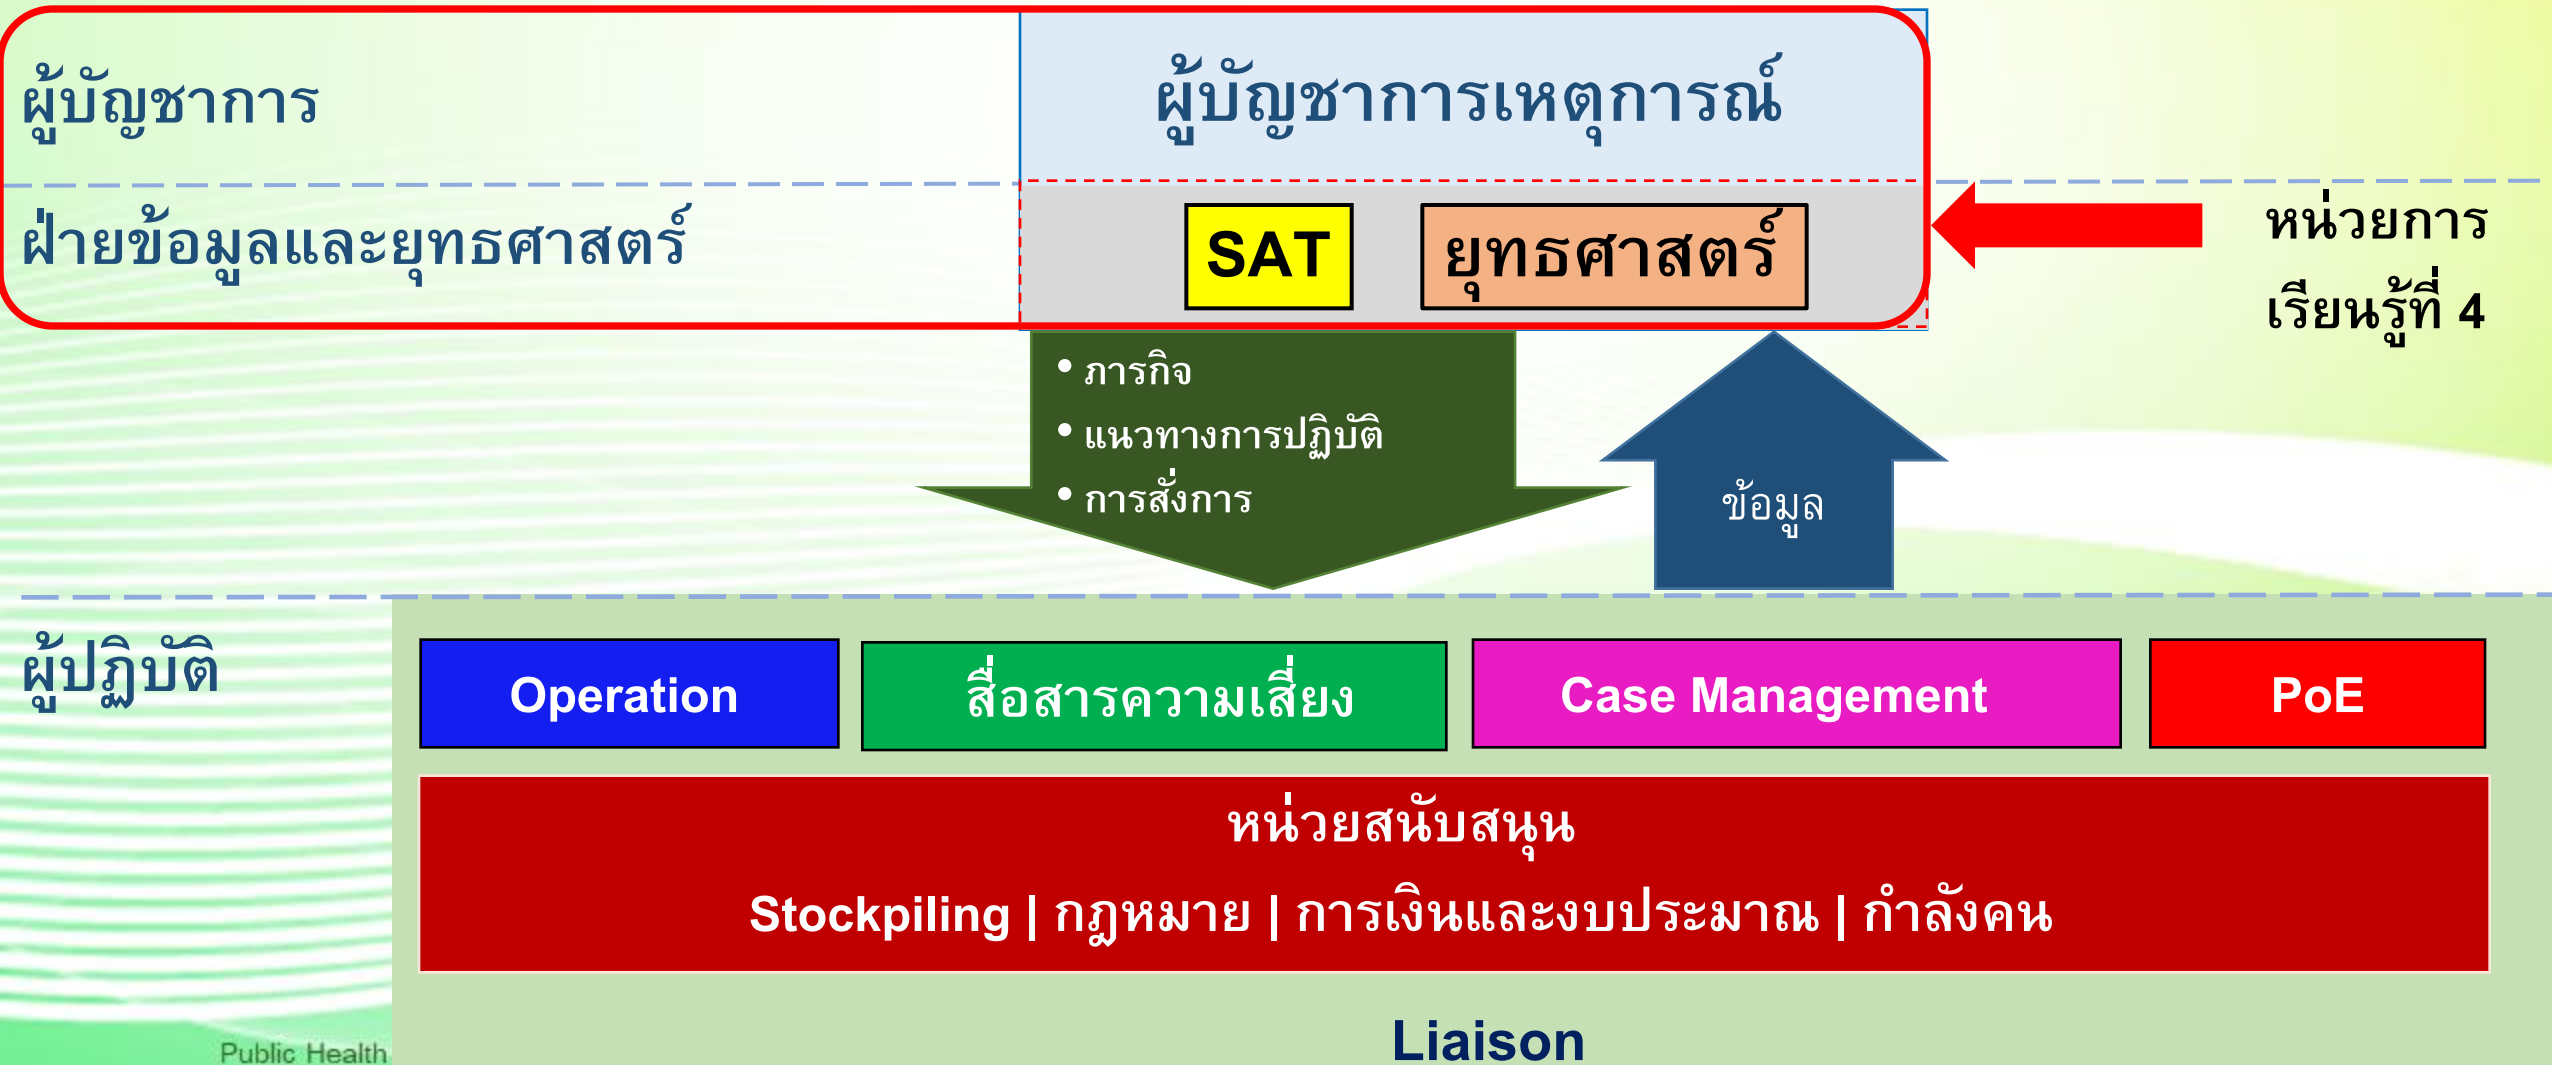 ผู้บัญชาการ
ผู้บัญชาการเหตุการณ์
ฝ่ายข้อมูลและยุทธศาสตร์
SAT
ยุทธศาสตร์
หน่วยการ
เรียนรู้ที่ 4
• ภารกิจ
• แนวทางการปฏิบัติ
• การสั่งการ
ข้อมูล
ผู้ปฏิบัติ
Operation
สื่อสารความเสี่ยง
Case Management
PoE
หน่วยสนับสนุน
Stockpiling | กฎหมาย | การเงินและงบประมาณ | กำลังคน
Liaison
Public Health